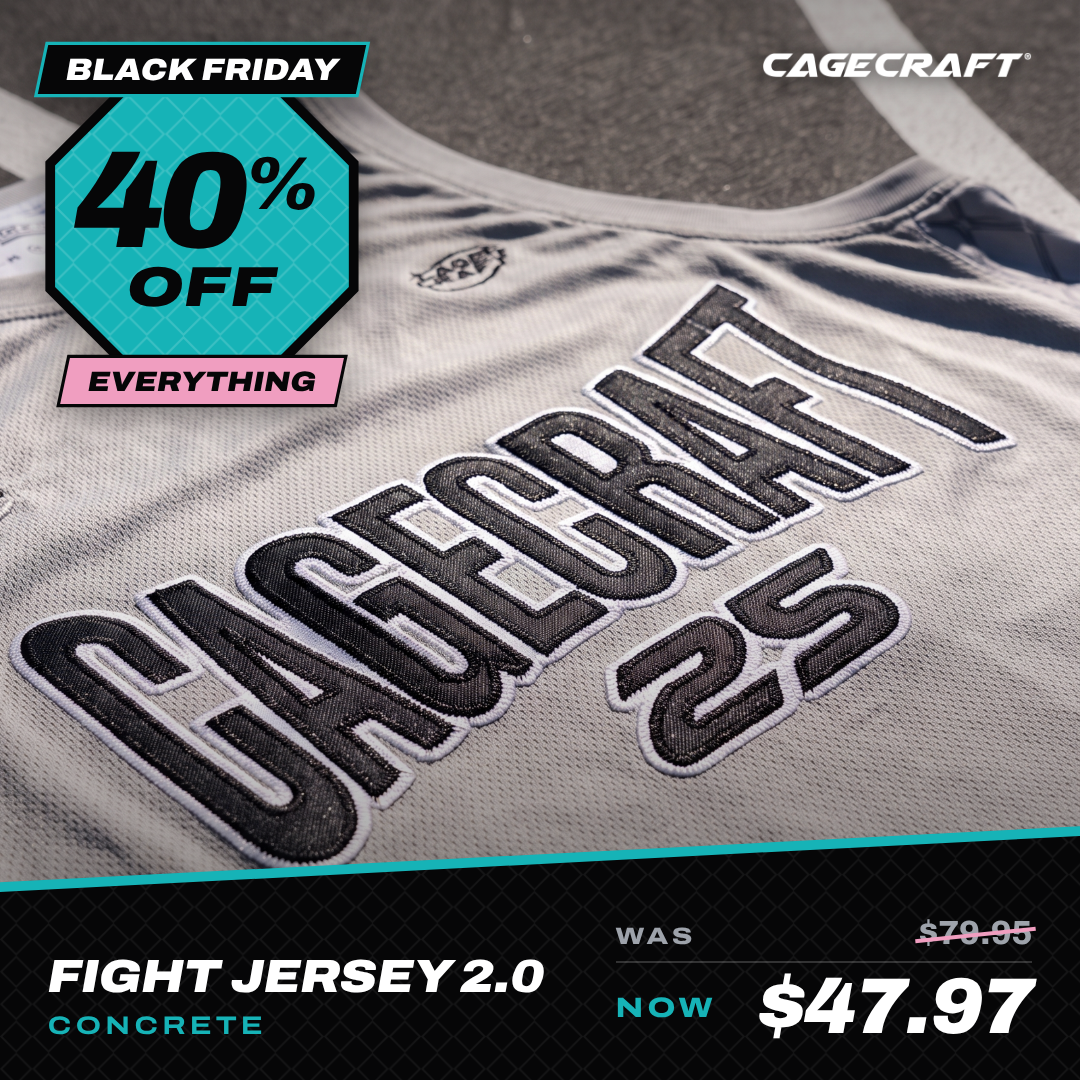 BLACK FRIDAY
CAGECRAFT®
40%
OFF
EVERYTHING
CAGECRAFT
25
FIGHT JERSEY 2.0
CONCRETE
WAS $79.95
NOW $47.97